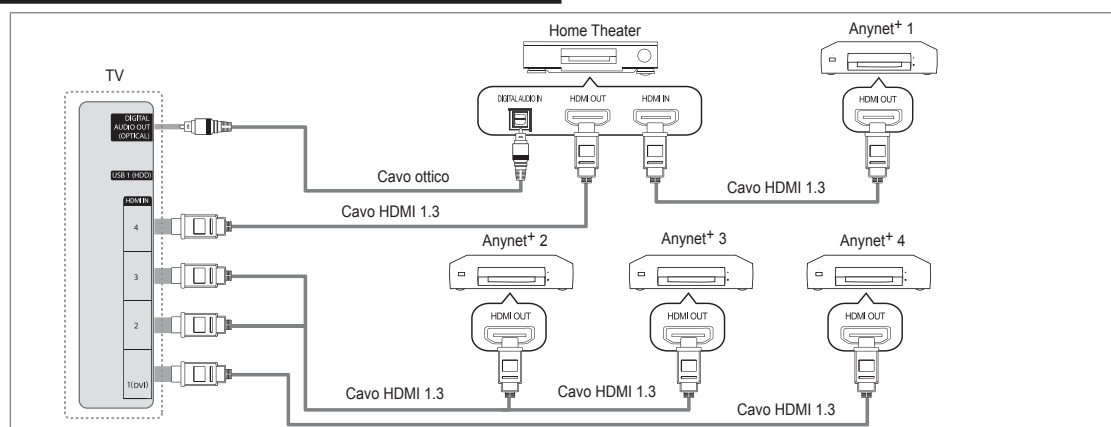 Home Theater
Anynet+ 1
TV
DIGITAL AUDIO IN
HDMI OUT
HDMI IN
HDMI OUT
DIGITAL
AUDIO OUT
(OPTICAL)
Cavo ottico
USB 1 (HDD)
Cavo HDMI 1.3
HDMI IN
Cavo HDMI 1.3
4
Anynet+ 2
Anynet+ 3
Anynet+ 4
3
HDMI OUT
HDMI OUT
HDMI OUT
2
1(DVI)
Cavo HDMI 1.3
Cavo HDMI 1.3
Cavo HDMI 1.3